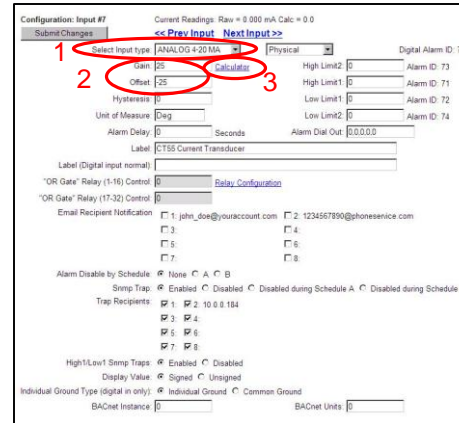 Configuration: Input #7 Current Readings: Raw = 0.000 mA Calc = 0.0
Submit Changes << Prev Input Next Input >>
1 Select Input type: ANALOG 4-20 MA Physical Digital Alarm ID:
Gain: 25 Calculator High Limit2: 0 Alarm ID: 73
2 Offset: -25 3 High Limit1: 0 Alarm ID: 71
Hysteresis: 0 Low Limit1: 0 Alarm ID: 72
Unit of Measure: Deg Low Limit2: 0 Alarm ID: 74
Alarm Delay: 0 Seconds Alarm Dial Out: 0,0,0,0,0
Label: CT55 Current Transducer
Label (Digital input normal):
"OR Gate" Relay (1-16) Control: 0 Relay Configuration
"OR Gate" Relay (17-32) Control: 0
Email Recipient Notification 1: john_doe@youraccount.com 2: 1234567890@phoneservice.com
3: 4:
5: 6:
7: 8:
Alarm Disable by Schedule: None A B
Snmp Trap: Enabled Disabled Disabled during Schedule A Disabled during Schedule
Trap Recipients: 1: 2: 10.0.0.184
3: 4:
5: 6:
7: 8:
High1/Low1 Snmp Traps: Enabled Disabled
Display Value: Signed Unsigned
Individual Ground Type (digital in only): Individual Ground Common Ground
BACnet Instance: 0 BACnet Units: 0